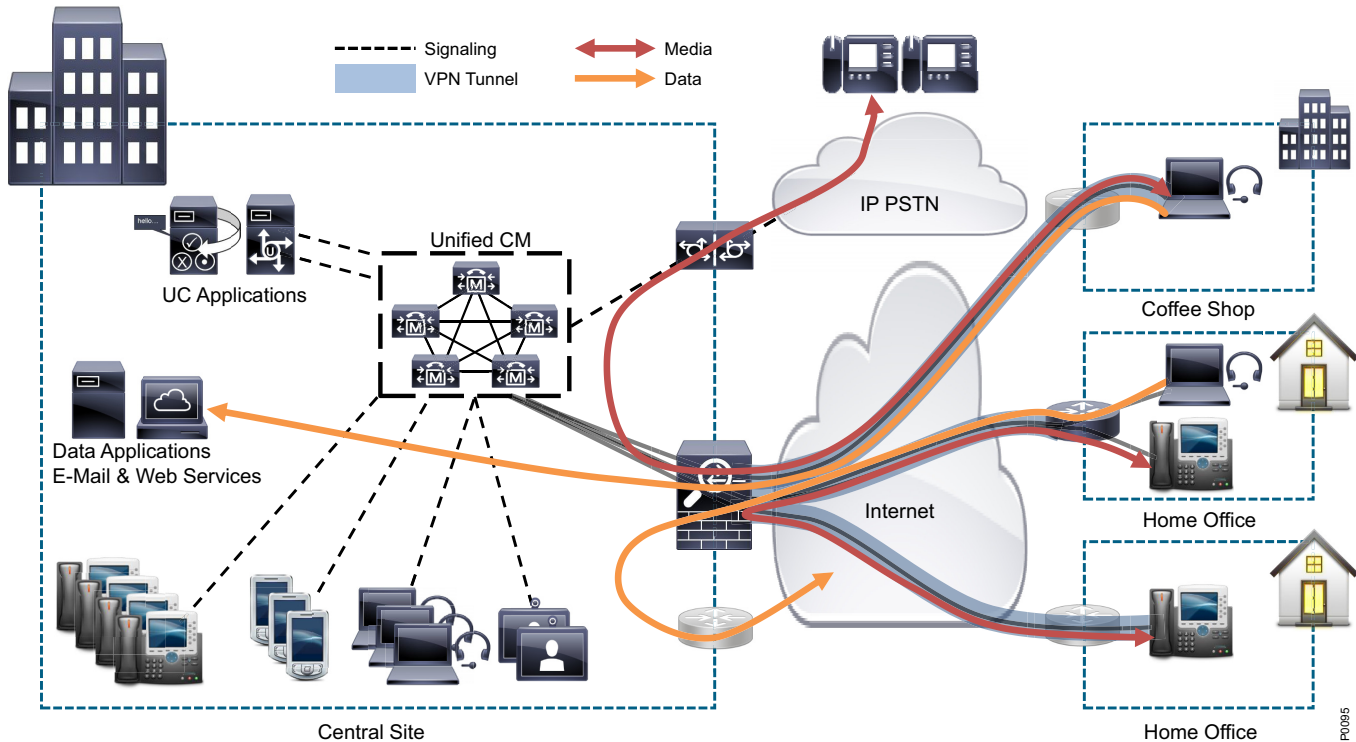 Signaling
Media
VPN Tunnel
Data
IP PSTN
hello...
U
Unified CM
UC Applications
M
M
M
M
M
Coffee Shop
Data Applications
E-Mail & Web Services
Internet
Home Office
Central Site
Home Office
P0095